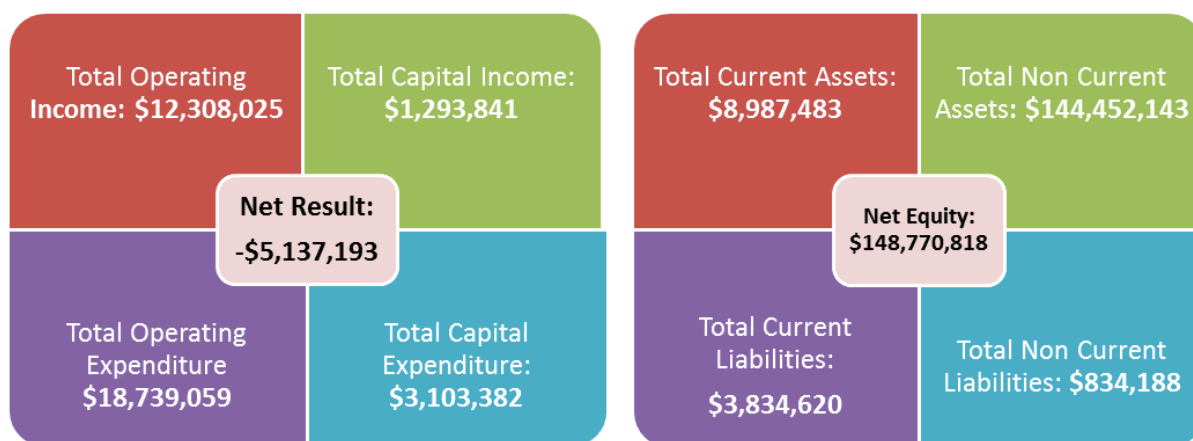 Total Operating
Income: $12,308,025
Total Capital Income:
$1,293,841
Net Result:
-$5,137,193
Total Operating
Expenditure
$18,739,059
Total Capital
Expenditure:
$3,103,382
Total Current Assets:
$8,987,483
Total Non Current
Assets: $144,452,143
Net Equity:
$148,770,818
Total Current
Liabilities:
$3,834,620
Total Non Current
Liabilities: $834,188